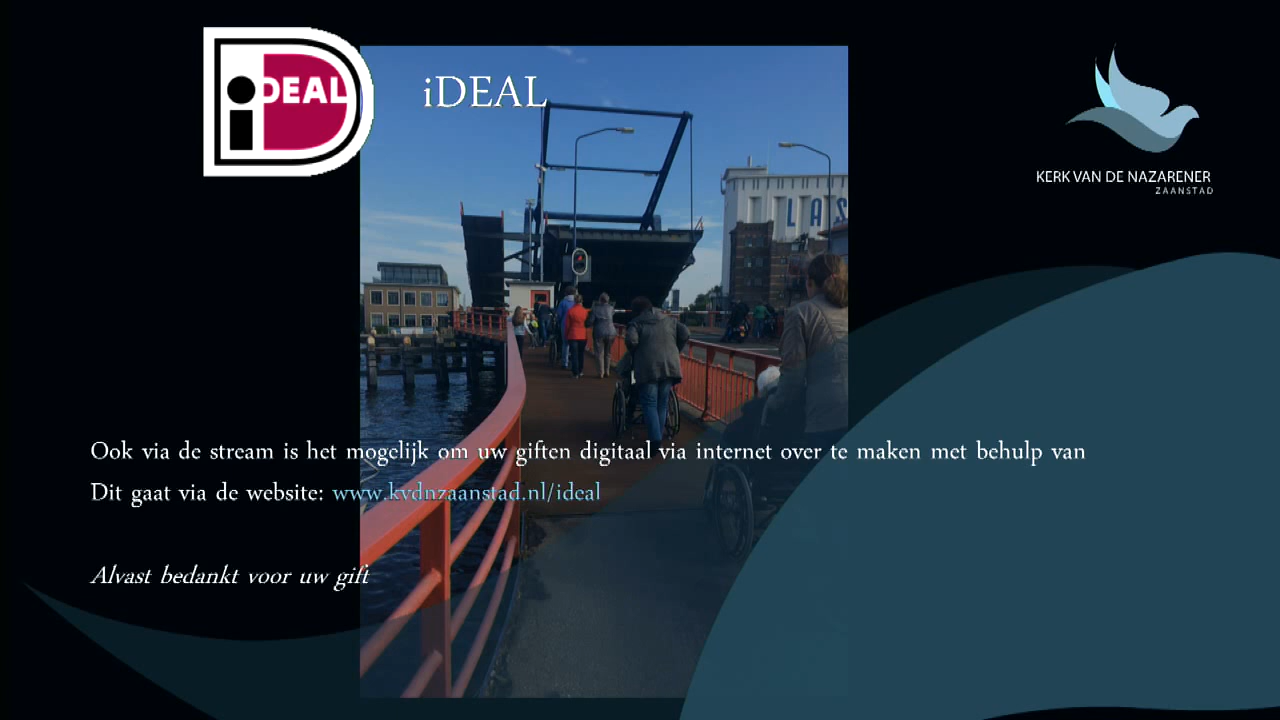 iDEAL
iDEAL
KERK VAN DE NAZARENER
ZAANSTAD
LAS
Ook via de stream is het mogelijk om uw giften digitaal via internet over te maken met behulp van
Dit gaat via de website: www.kvdnzaanstad.nl/ideal
Alvast bedankt voor uw gift